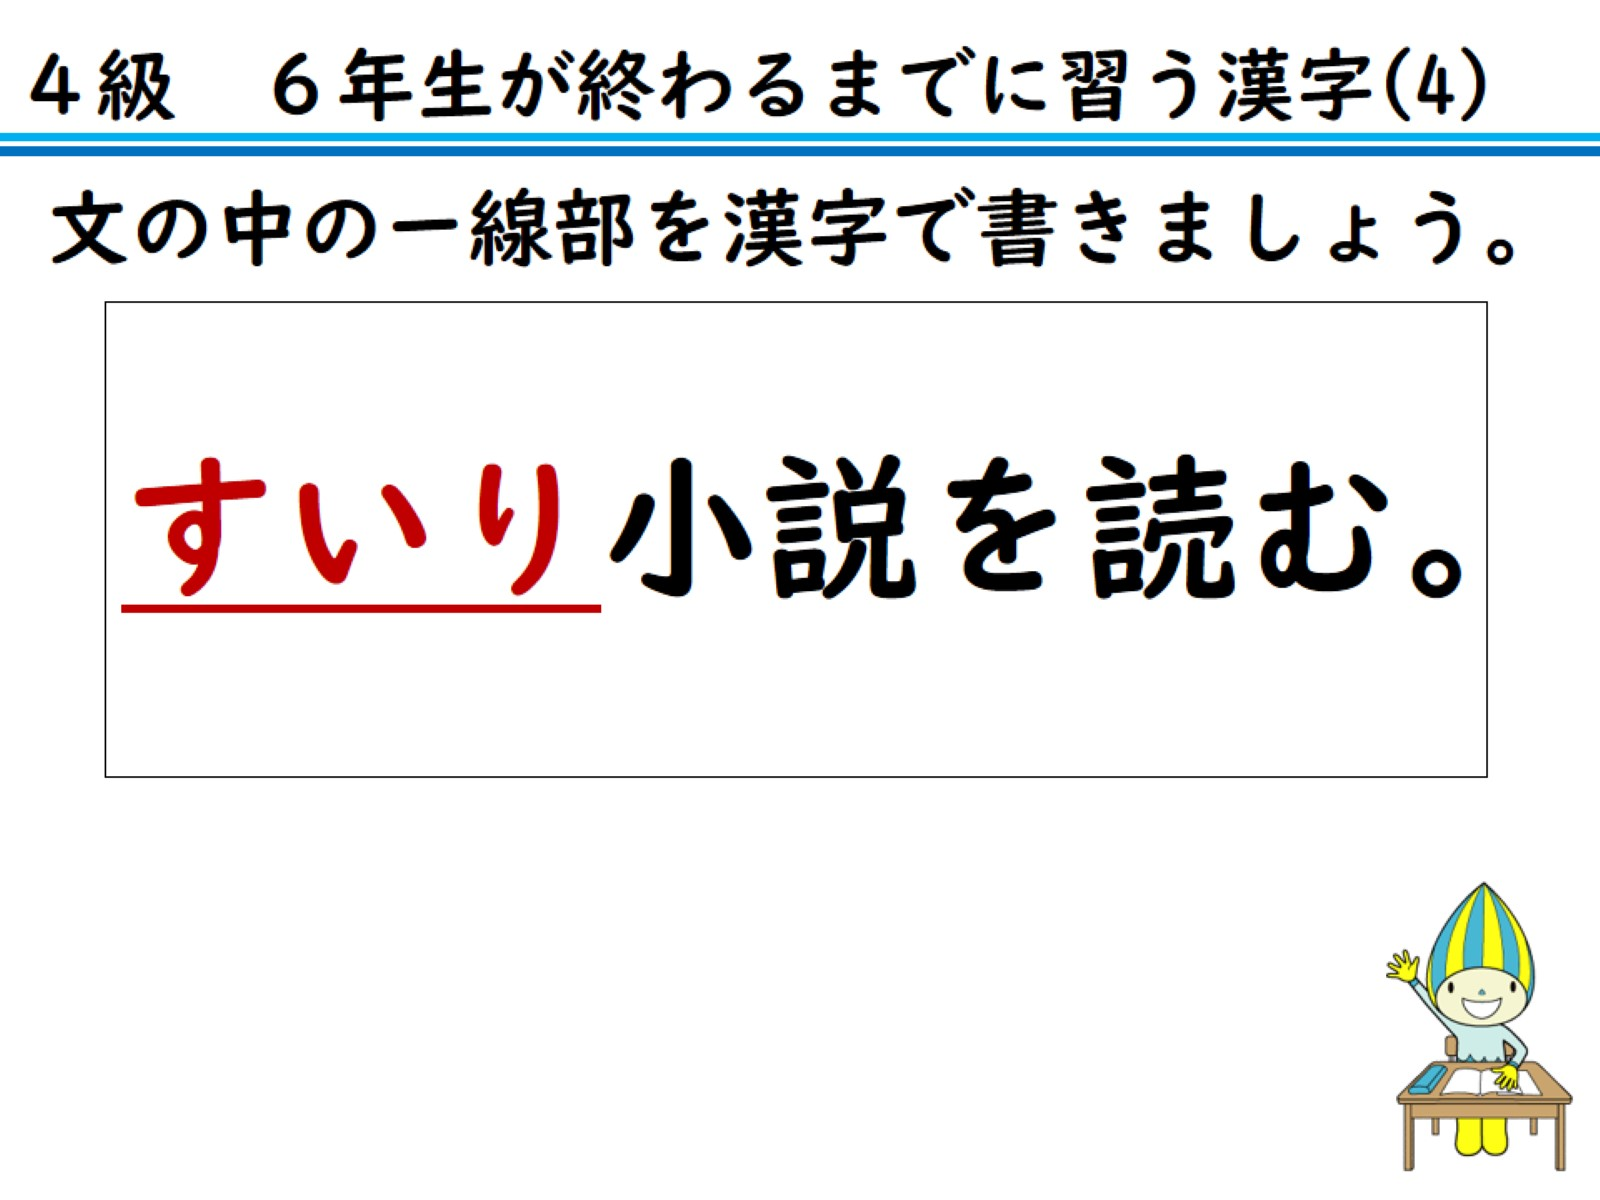 ４級　６年生が終わるまでに習う漢字(4)
文の中の一線部を漢字で書きましょう。
すいり小説を読む。